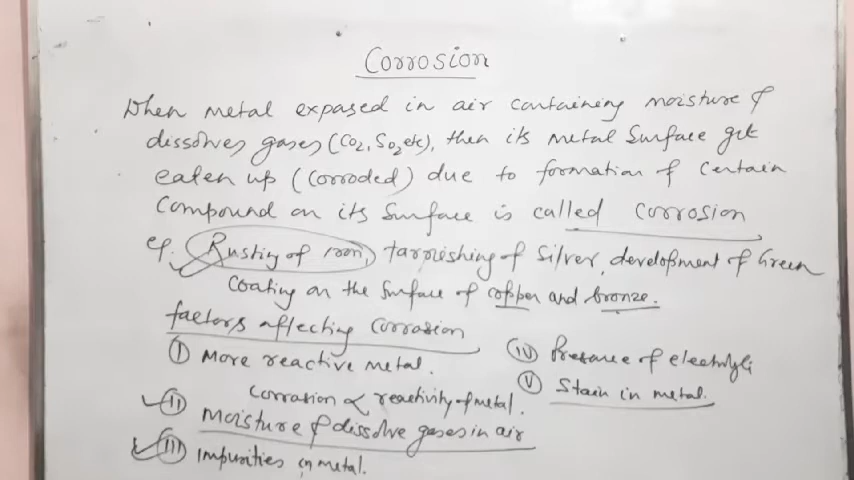 Corrosion
When metal expased in air containing moisture &
dissolves gases (CO2, SO2 etc), then its metal Surface get
eaten up (Corroded) due to formation of Certain
Compound on its Surface is called Corrosion
eg. Rusting of iron, tarnishing of Silver, development of Green
Coating on the Surface of copper and bronze.
factors affecting Corrosion
(I) More reactive metal.
Corrosion ∝ reactivity of metal.
(II) Moisture & dissolve gases in air
(III) Impurities in metal.
(IV) Presence of electrolyte
(V) Stain in metal.